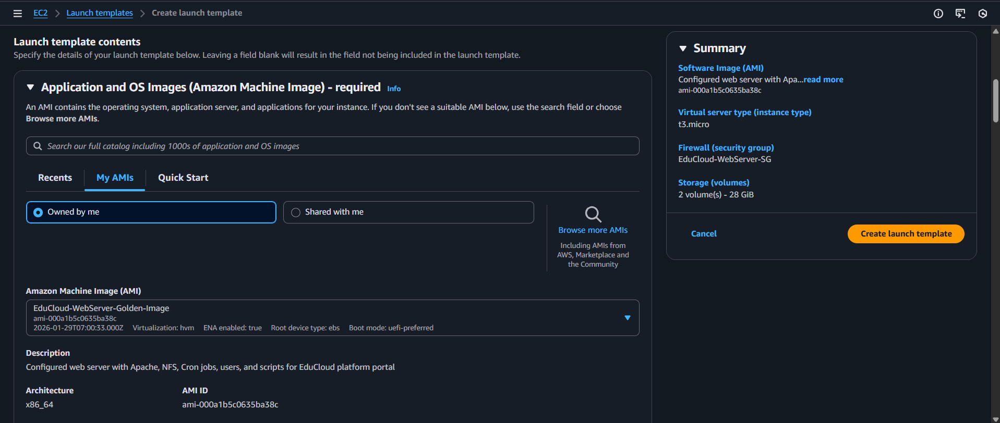 EC2 > Launch templates > Create launch template
Launch template contents
Specify the details of your launch template below. Leaving a field blank will result in the field not being included in the launch template.
Application and OS Images (Amazon Machine Image) - required Info
An AMI contains the operating system, application server, and applications for your instance. If you don't see a suitable AMI below, use the search field or choose
Browse more AMIs.
Search our full catalog including 1000s of application and OS images
Recents My AMIs Quick Start
Owned by me Shared with me
Browse more AMIs
Including AMIs from
AWS, Marketplace and
the Community
Amazon Machine Image (AMI)
EduCloud-WebServer-Golden-Image
ami-000a1b5c0635ba38c
2026-01-29T07:00:33.000Z Virtualization: hvm ENA enabled: true Root device type: ebs Boot mode: uefi-preferred
Description
Configured web server with Apache, NFS, Cron jobs, users, and scripts for EduCloud platform portal
Architecture AMI ID
x86_64 ami-000a1b5c0635ba38c
Summary
Software Image (AMI)
Configured web server with Apa...read more
ami-000a1b5c0635ba38c
Virtual server type (instance type)
t3.micro
Firewall (security group)
EduCloud-WebServer-SG
Storage (volumes)
2 volume(s) - 28 GiB
Cancel Create launch template